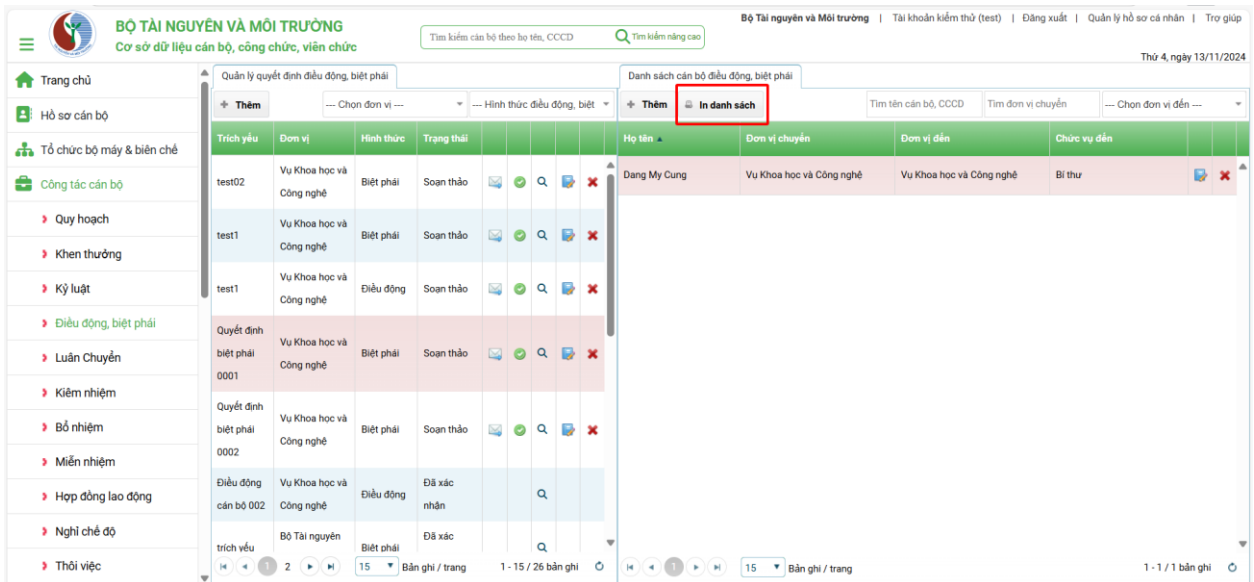 Bộ Tài nguyên và Môi trường | Tài khoản kiểm thử (test) | Đăng xuất | Quản lý hồ sơ cá nhân | Trợ giúp
BỘ TÀI NGUYÊN VÀ MÔI TRƯỜNG
Cơ sở dữ liệu cán bộ, công chức, viên chức
Tìm kiếm cán bộ theo họ tên, CCCD
Tìm kiếm nâng cao
Thứ 4, ngày 13/11/2024
Trang chủ
Hồ sơ cán bộ
Tổ chức bộ máy & biên chế
Công tác cán bộ
Quy hoạch
Khen thưởng
Kỷ luật
Điều động, biệt phái
Luân Chuyển
Kiêm nhiệm
Bổ nhiệm
Miễn nhiệm
Hợp đồng lao động
Nghỉ chế độ
Thôi việc
Quản lý quyết định điều động, biệt phái
Thêm --- Chọn đơn vị --- --- Hình thức điều động, biệt
Trích yếu Đơn vị Hình thức Trạng thái
test02 Vụ Khoa học và Công nghệ Biệt phái Soạn thảo
test1 Vụ Khoa học và Công nghệ Biệt phái Soạn thảo
test1 Vụ Khoa học và Công nghệ Điều động Soạn thảo
Quyết định biệt phái 0001 Vụ Khoa học và Công nghệ Biệt phái Soạn thảo
Quyết định biệt phái 0002 Vụ Khoa học và Công nghệ Biệt phái Soạn thảo
Điều động cán bộ 002 Vụ Khoa học và Công nghệ Điều động Đã xác nhận
trích yếu Bộ Tài nguyên Biệt phái Đã xác
1 2 15 Bản ghi / trang 1 - 15 / 26 bản ghi
Danh sách cán bộ điều động, biệt phái
Thêm In danh sách Tìm tên cán bộ, CCCD Tìm đơn vị chuyển --- Chọn đơn vị đến ---
Họ tên Đơn vị chuyển Đơn vị đến Chức vụ đến
Dang My Cung Vụ Khoa học và Công nghệ Vụ Khoa học và Công nghệ Bí thư
1 15 Bản ghi / trang 1 - 1 / 1 bản ghi